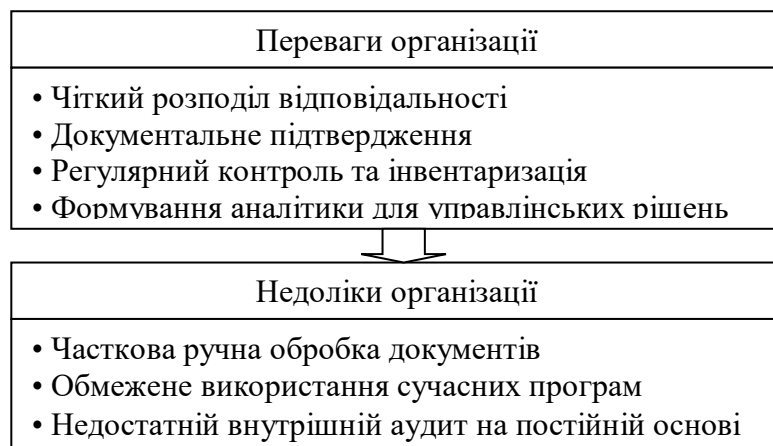 Переваги організації
• Чіткий розподіл відповідальності
• Документальне підтвердження
• Регулярний контроль та інвентаризація
• Формування аналітики для управлінських рішень
Недоліки організації
• Часткова ручна обробка документів
• Обмежене використання сучасних програм
• Недостатній внутрішній аудит на постійній основі